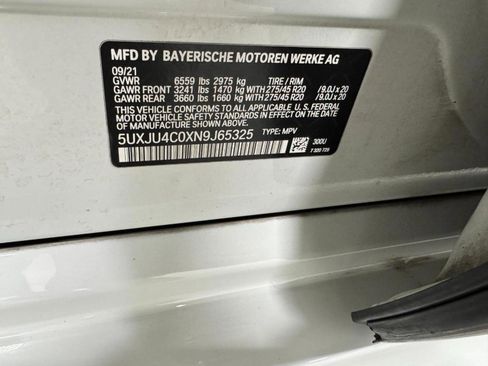 MFD BY BAYERISCHE MOTOREN WERKE AG
09/21
GVWR 6559 lbs 2975 kg TIRE / RIM
GAWR FRONT 3241 lbs 1470 kg WITH 275/45 R20 / 9.0J x 20
GAWR REAR 3660 lbs 1660 kg WITH 275/45 R20 / 9.0J x 20
THIS VEHICLE CONFORMS TO ALL APPLICABLE U.S. FEDERAL
MOTOR VEHICLE SAFETY STANDARDS IN EFFECT ON THE DATE OF
MANUFACTURE SHOWN ABOVE.
5UXJU4C0XN9J65325 TYPE: MPV
300U
7 320 725